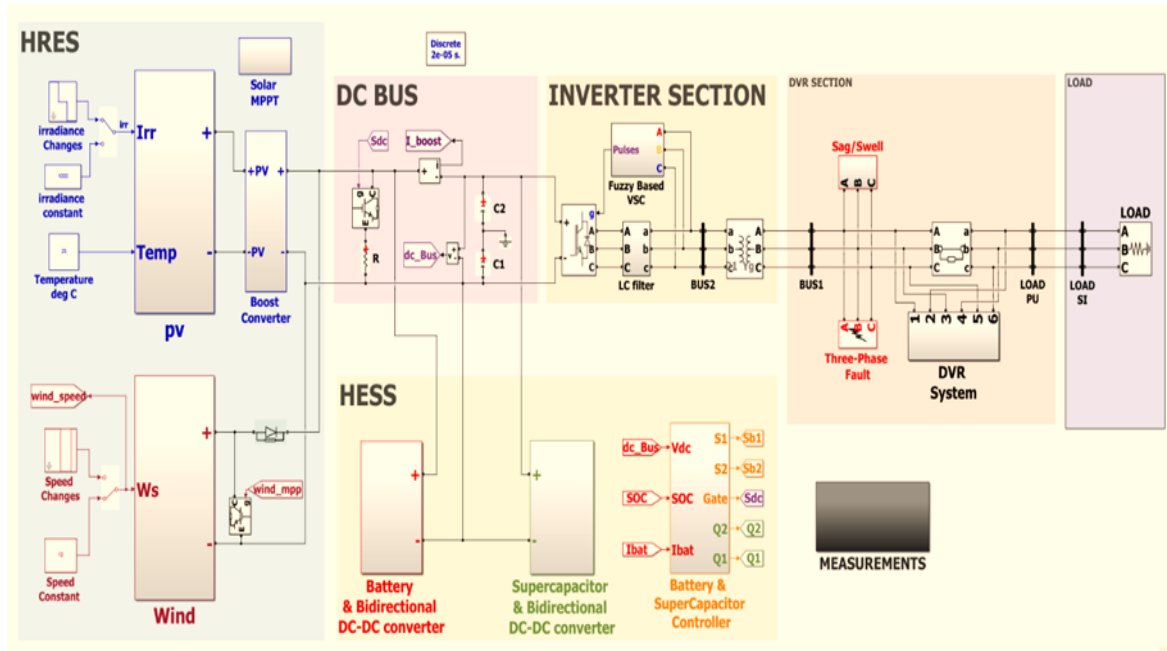 HRES
Discrete
2e-05 s.
Solar
MPPT
irradiance
Changes
irr
Irr
+
irradiance
constant
Temp
-
Temperature
deg C
pv
+PV
+
-PV
-
Boost
Converter
wind_speed
Speed
Changes
Ws
+
-
wind_mpp
g
C
E
Speed
Constant
Wind
DC BUS
Sdc
I_boost
g
C
E
+
i
-
R
dc_Bus
+
v
-
C2
C1
INVERTER SECTION
Pulses
A
B
C
Fuzzy Based
VSC
g
+
-
A
B
C
A
B
C
a
b
c
LC filter
BUS2
a
b
c
A
B
C
Yg
DVR SECTION
Sag/Swell
A B C
BUS1
A B C
Three-Phase
Fault
A
B
C
a
b
c
1 2 3 4 5 6
DVR
System
LOAD
PU
LOAD
LOAD
SI
LOAD
A
B
C
HESS
+
-
Battery
& Bidirectional
DC-DC converter
+
-
Supercapacitor
& Bidirectional
DC-DC converter
dc_Bus
Vdc
SOC
SOC
Ibat
Ibat
S1
Sb1
S2
Sb2
Gate
Sdc
Q2
Q2
Q1
Q1
Battery &
SuperCapacitor
Controller
MEASUREMENTS